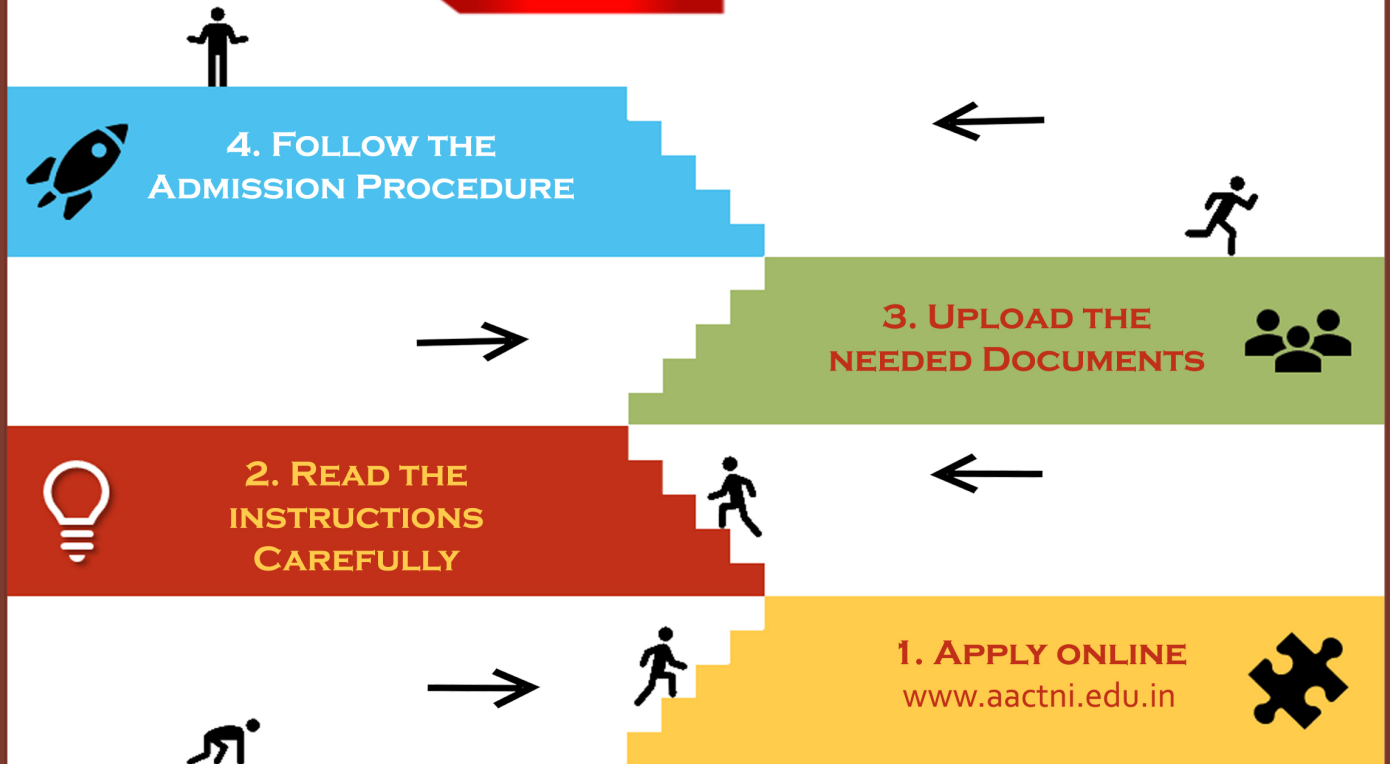 4. Follow the
Admission Procedure
3. Upload the
needed Documents
2. Read the
instructions
Carefully
1. Apply online
www.aactni.edu.in